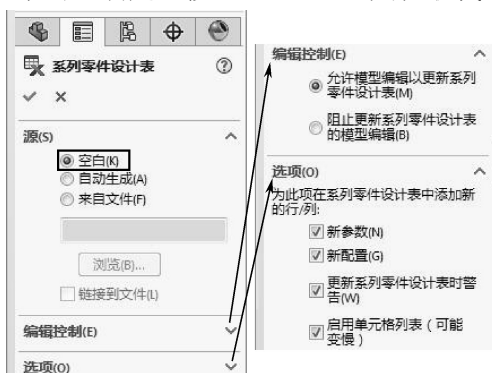 系列零件设计表
源(S)
空白(K)
自动生成(A)
来自文件(F)
浏览(B)...
链接到文件(L)
编辑控制(E)
选项(O)
编辑控制(E)
允许模型编辑以更新系列
零件设计表(M)
阻止更新系列零件设计表
的模型编辑(B)
选项(O)
为此项在系列零件设计表中添加新
的行/列:
新参数(N)
新配置(G)
更新系列零件设计表时警
告(W)
启用单元格列表（可能
变慢）